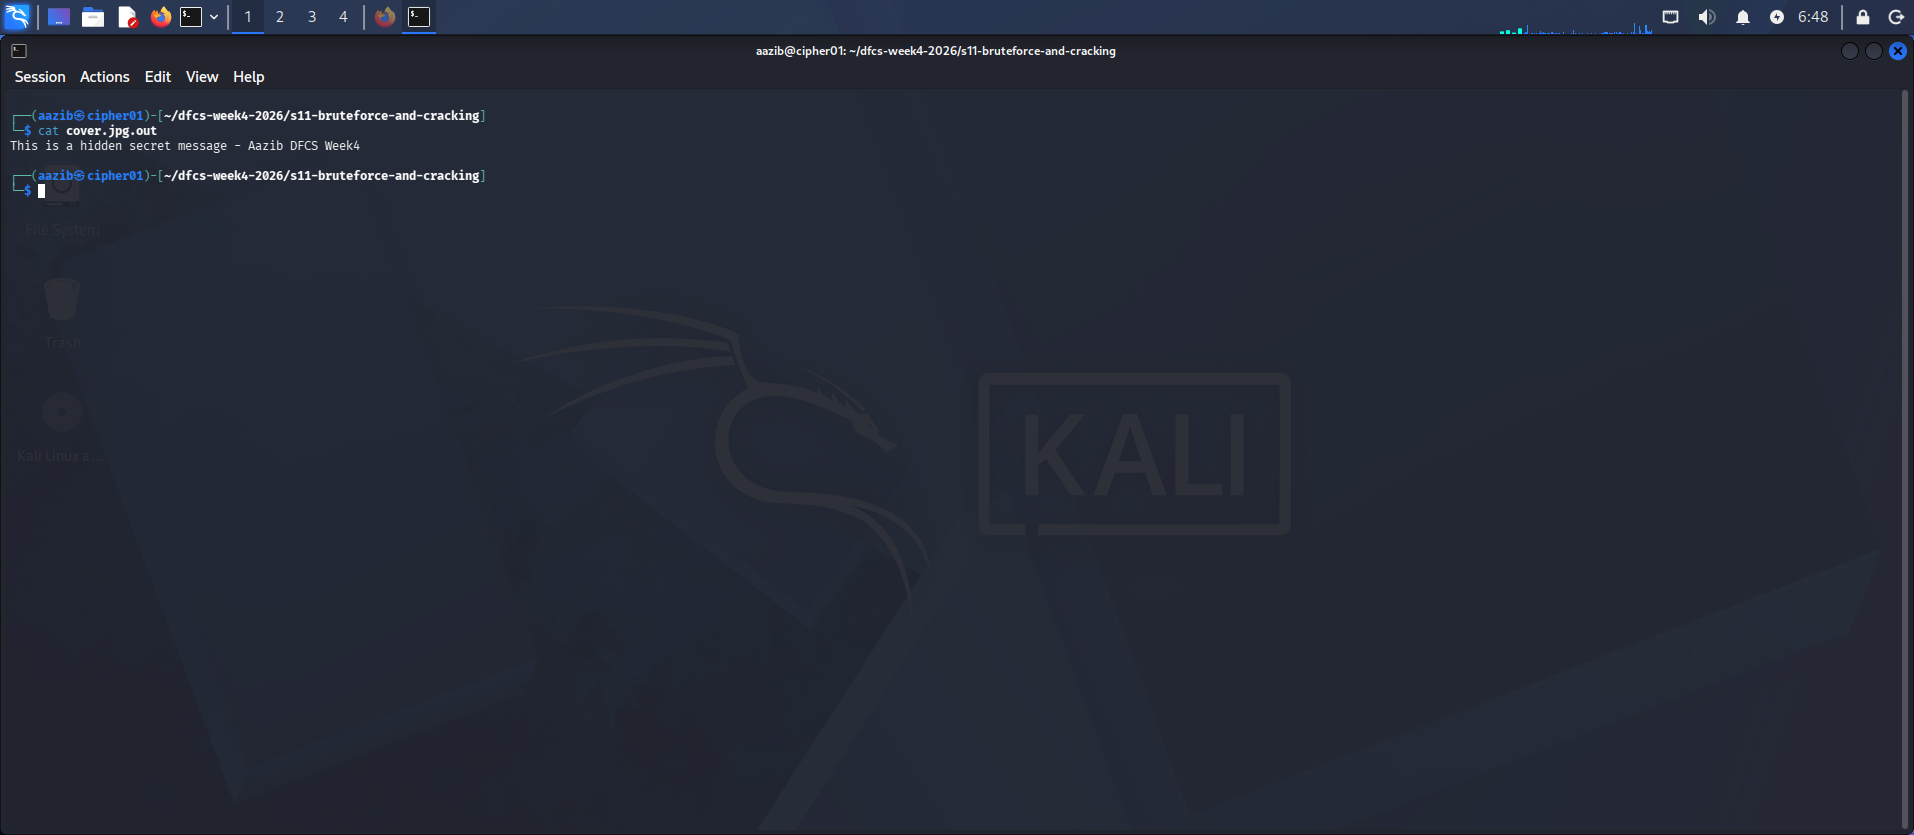 1 2 3 4
6:48
aazib@cipher01: ~/dfcs-week4-2026/s11-bruteforce-and-cracking
Session Actions Edit View Help
┌──(aazib㉿cipher01)-[~/dfcs-week4-2026/s11-bruteforce-and-cracking]
└─$ cat cover.jpg.out
This is a hidden secret message - Aazib DFCS Week4
┌──(aazib㉿cipher01)-[~/dfcs-week4-2026/s11-bruteforce-and-cracking]
└─$
File System
Trash
Kali Linux a...
KALI